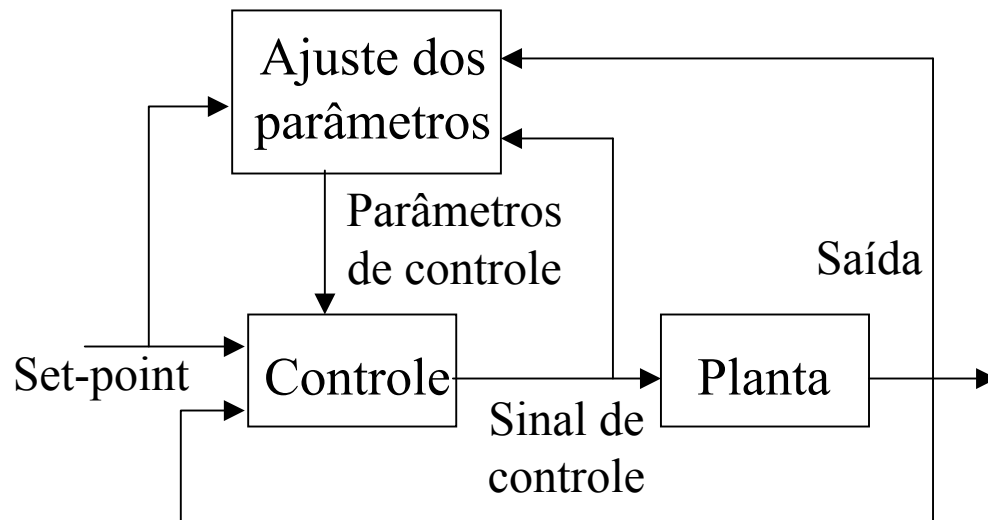 Ajuste dos
parâmetros
Parâmetros
de controle
Saída
Set-point
Controle
Sinal de
controle
Planta